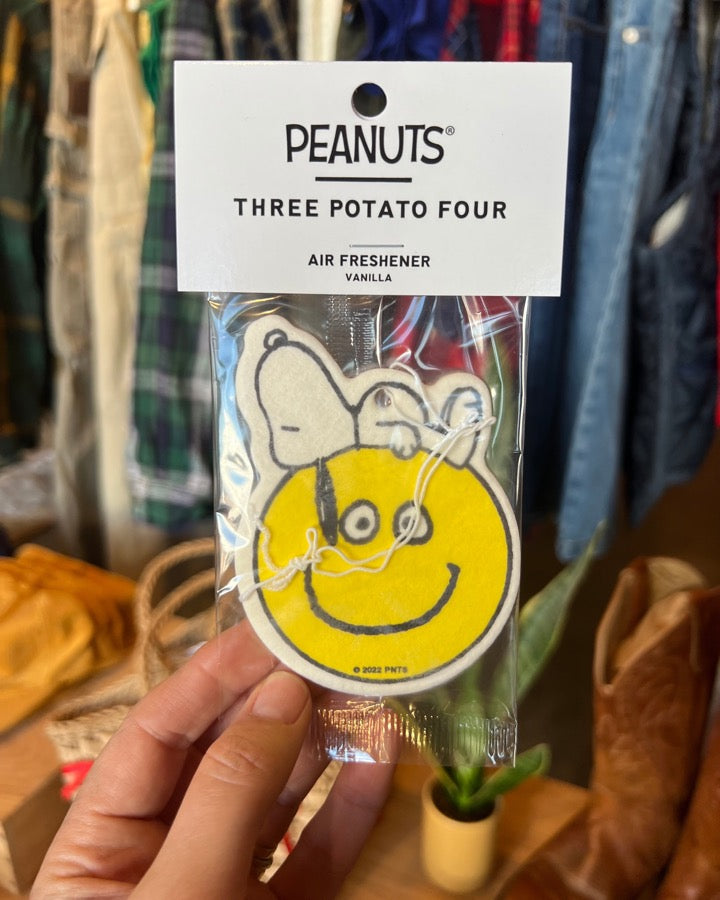 PEANUTS®
THREE POTATO FOUR
AIR FRESHENER
VANILLA
© 2022 PNTS